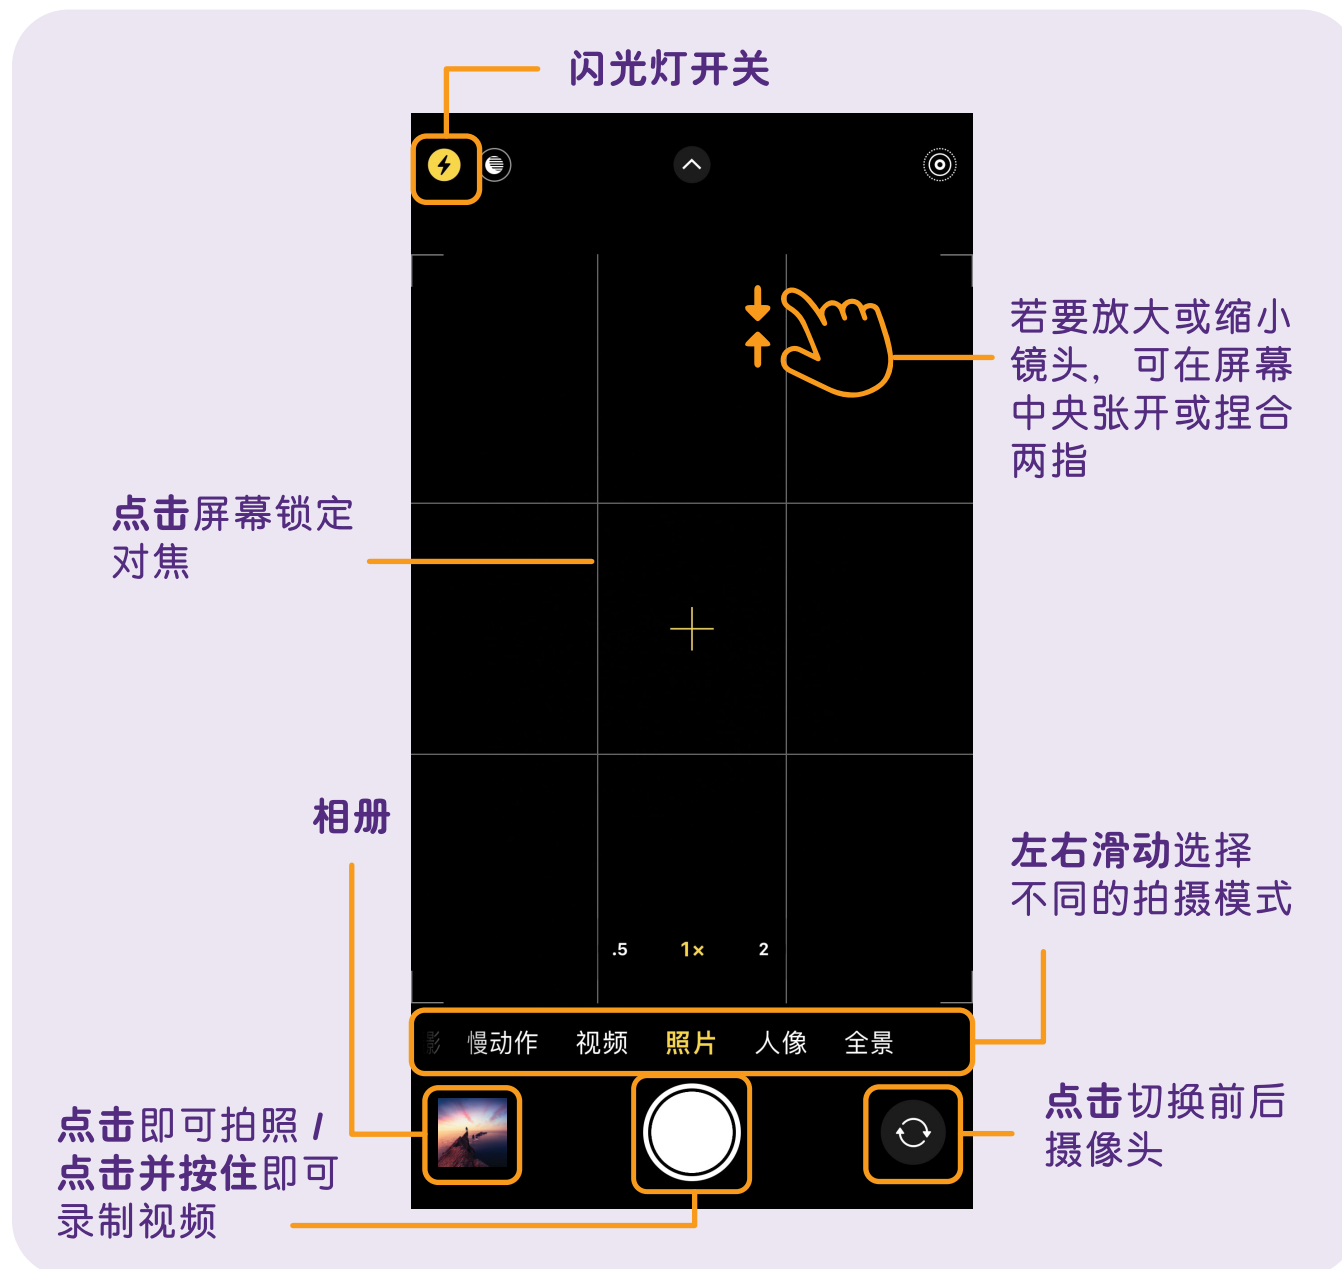 闪光灯开关
若要放大或缩小
镜头，可在屏幕
中央张开或捏合
两指
点击屏幕锁定
对焦
相册
左右滑动选择
不同的拍摄模式
.5 1× 2
影 慢动作 视频 照片 人像 全景
点击即可拍照 /
点击并按住即可
录制视频
点击切换前后
摄像头